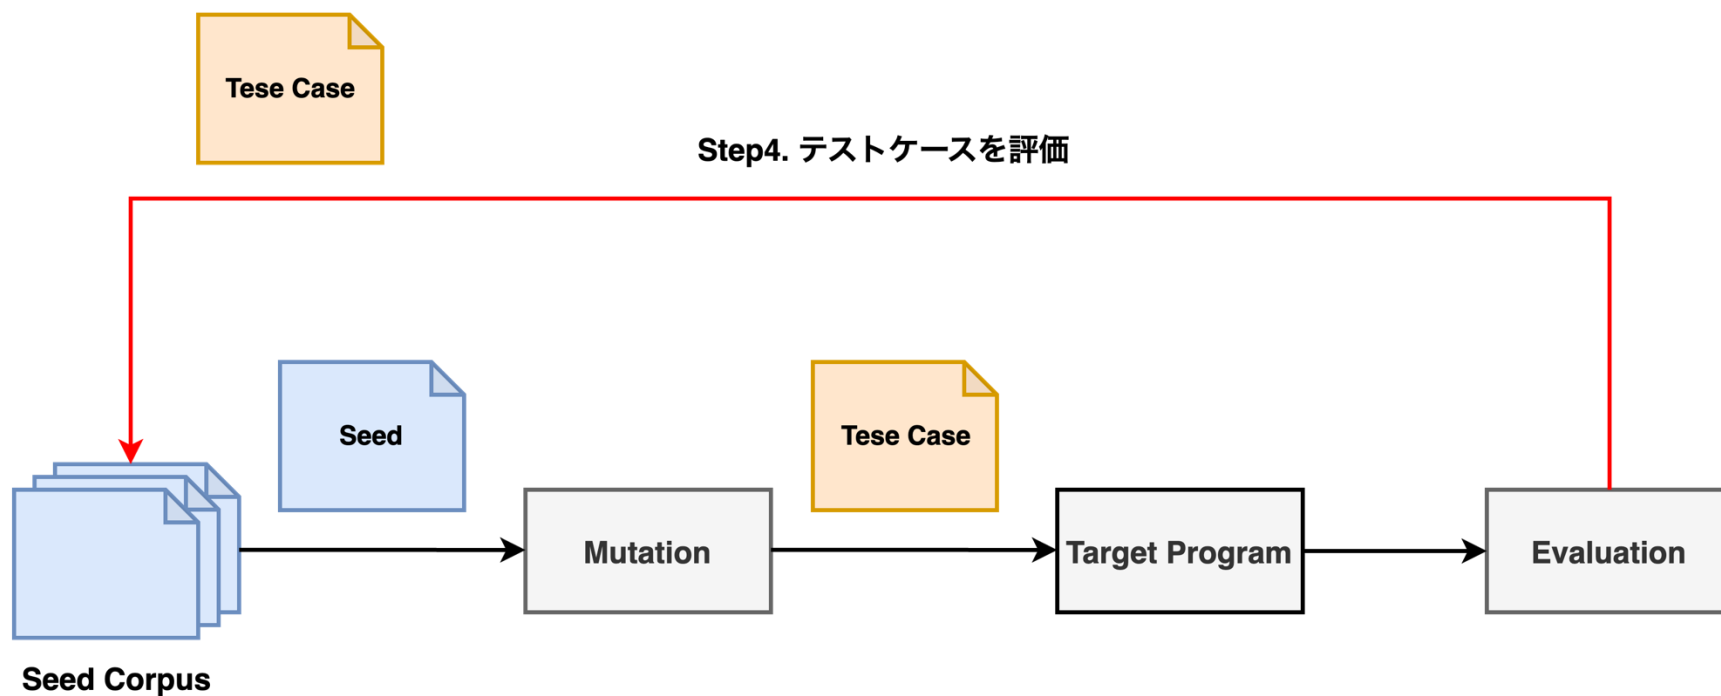 Tese Case
Step4. テストケースを評価
Seed
Tese Case
Mutation
Target Program
Evaluation
Seed Corpus